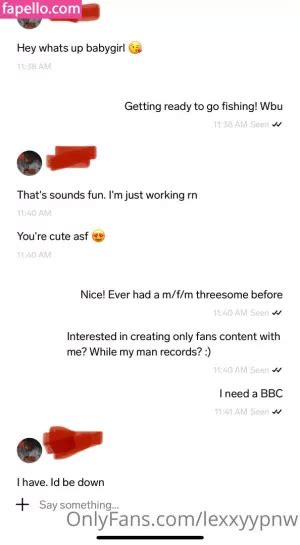 fapello.com
Hey whats up babygirl 😘
11:38 AM
Getting ready to go fishing! Wbu
11:38 AM Seen ✓✓
That's sounds fun. I'm just working rn
11:40 AM
You're cute asf 😍
11:40 AM
Nice! Ever had a m/f/m threesome before
11:40 AM Seen ✓✓
Interested in creating only fans content with
me? While my man records? :)
11:40 AM Seen ✓✓
I need a BBC
11:41 AM Seen ✓✓
I have. Id be down
+ Say something...
OnlyFans.com/lexxyypnw